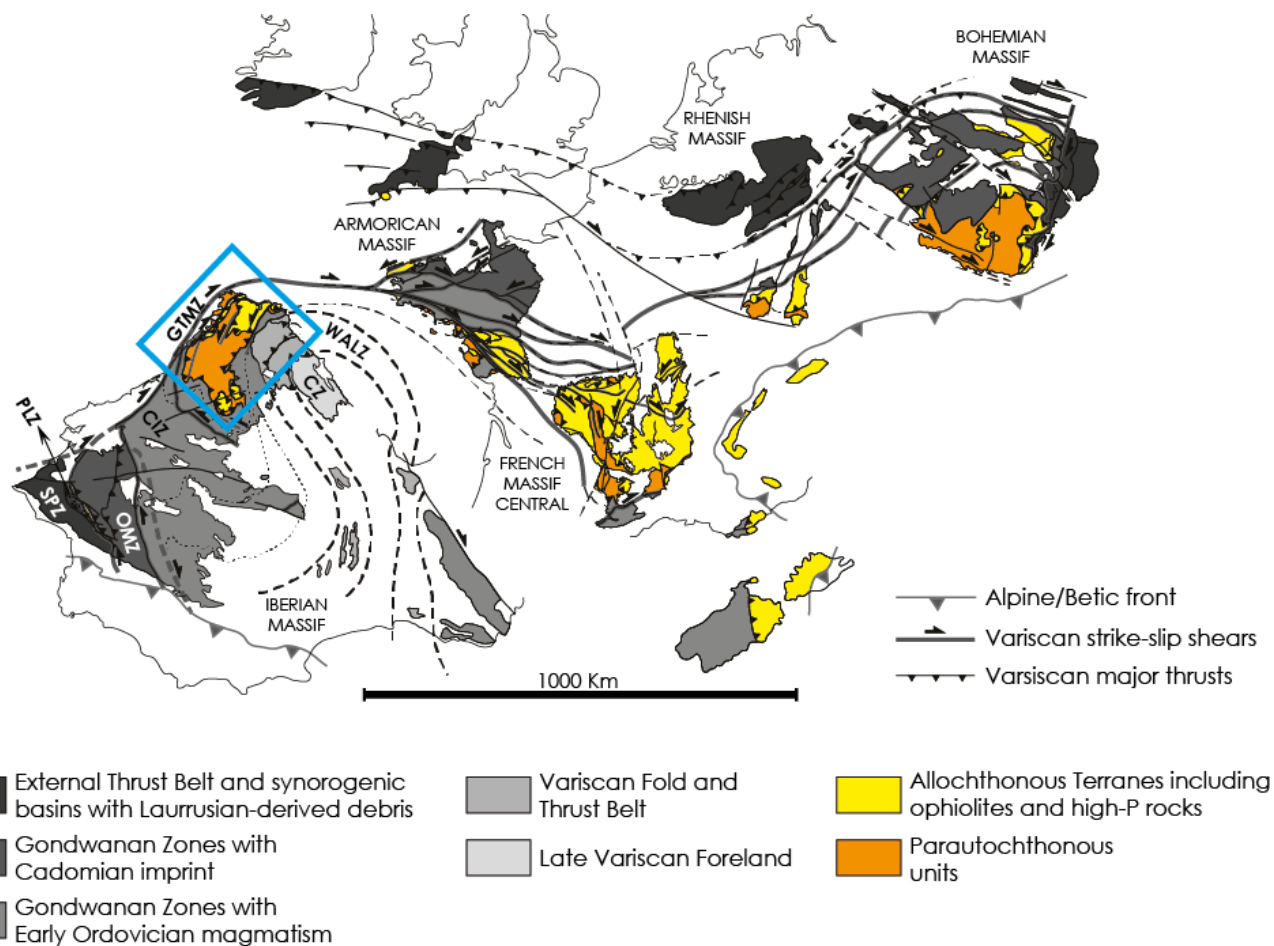 BOHEMIAN
MASSIF
RHENISH
MASSIF
ARMORICAN
MASSIF
GTMZ
WALZ
CZ
CIZ
PLZ
SPZ
OMZ
FRENCH
MASSIF
CENTRAL
IBERIAN
MASSIF
Alpine/Betic front
Variscan strike-slip shears
Varsiscan major thrusts
1000 Km
External Thrust Belt and synorogenic
basins with Laurrusian-derived debris
Gondwanan Zones with
Cadomian imprint
Gondwanan Zones with
Early Ordovician magmatism
Variscan Fold and
Thrust Belt
Late Variscan Foreland
Allochthonous Terranes including
ophiolites and high-P rocks
Parautochthonous
units